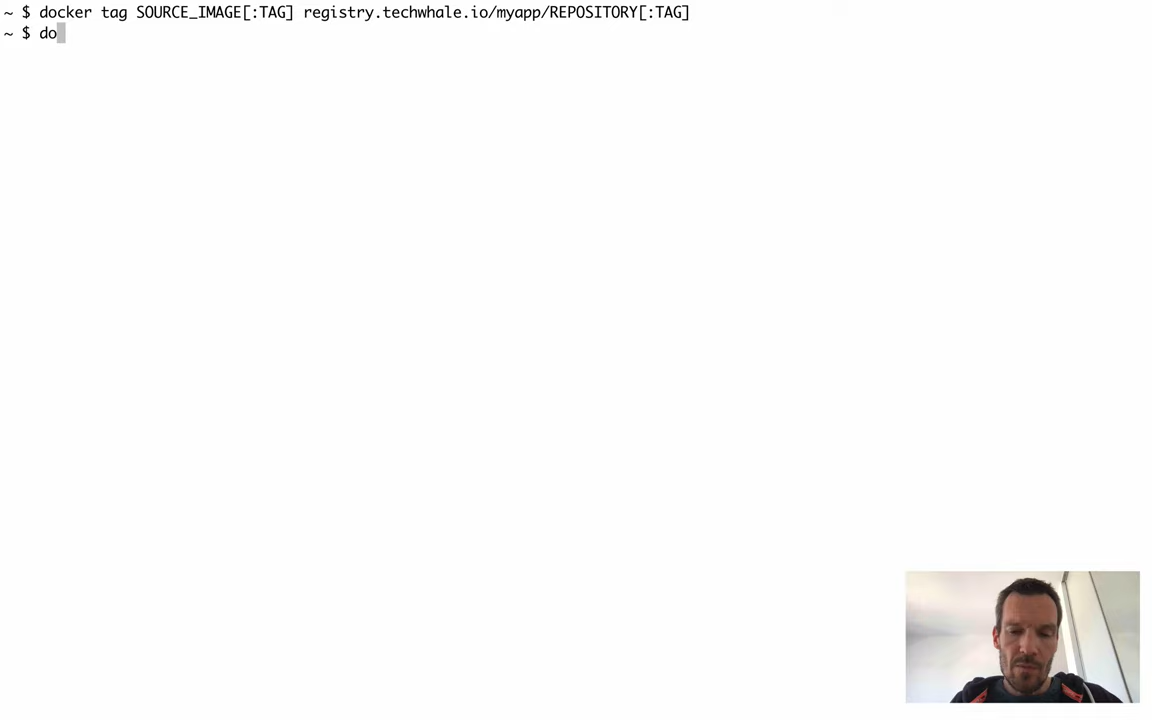 ~ $ docker tag SOURCE_IMAGE[:TAG] registry.techwhale.io/myapp/REPOSITORY[:TAG]
~ $ do